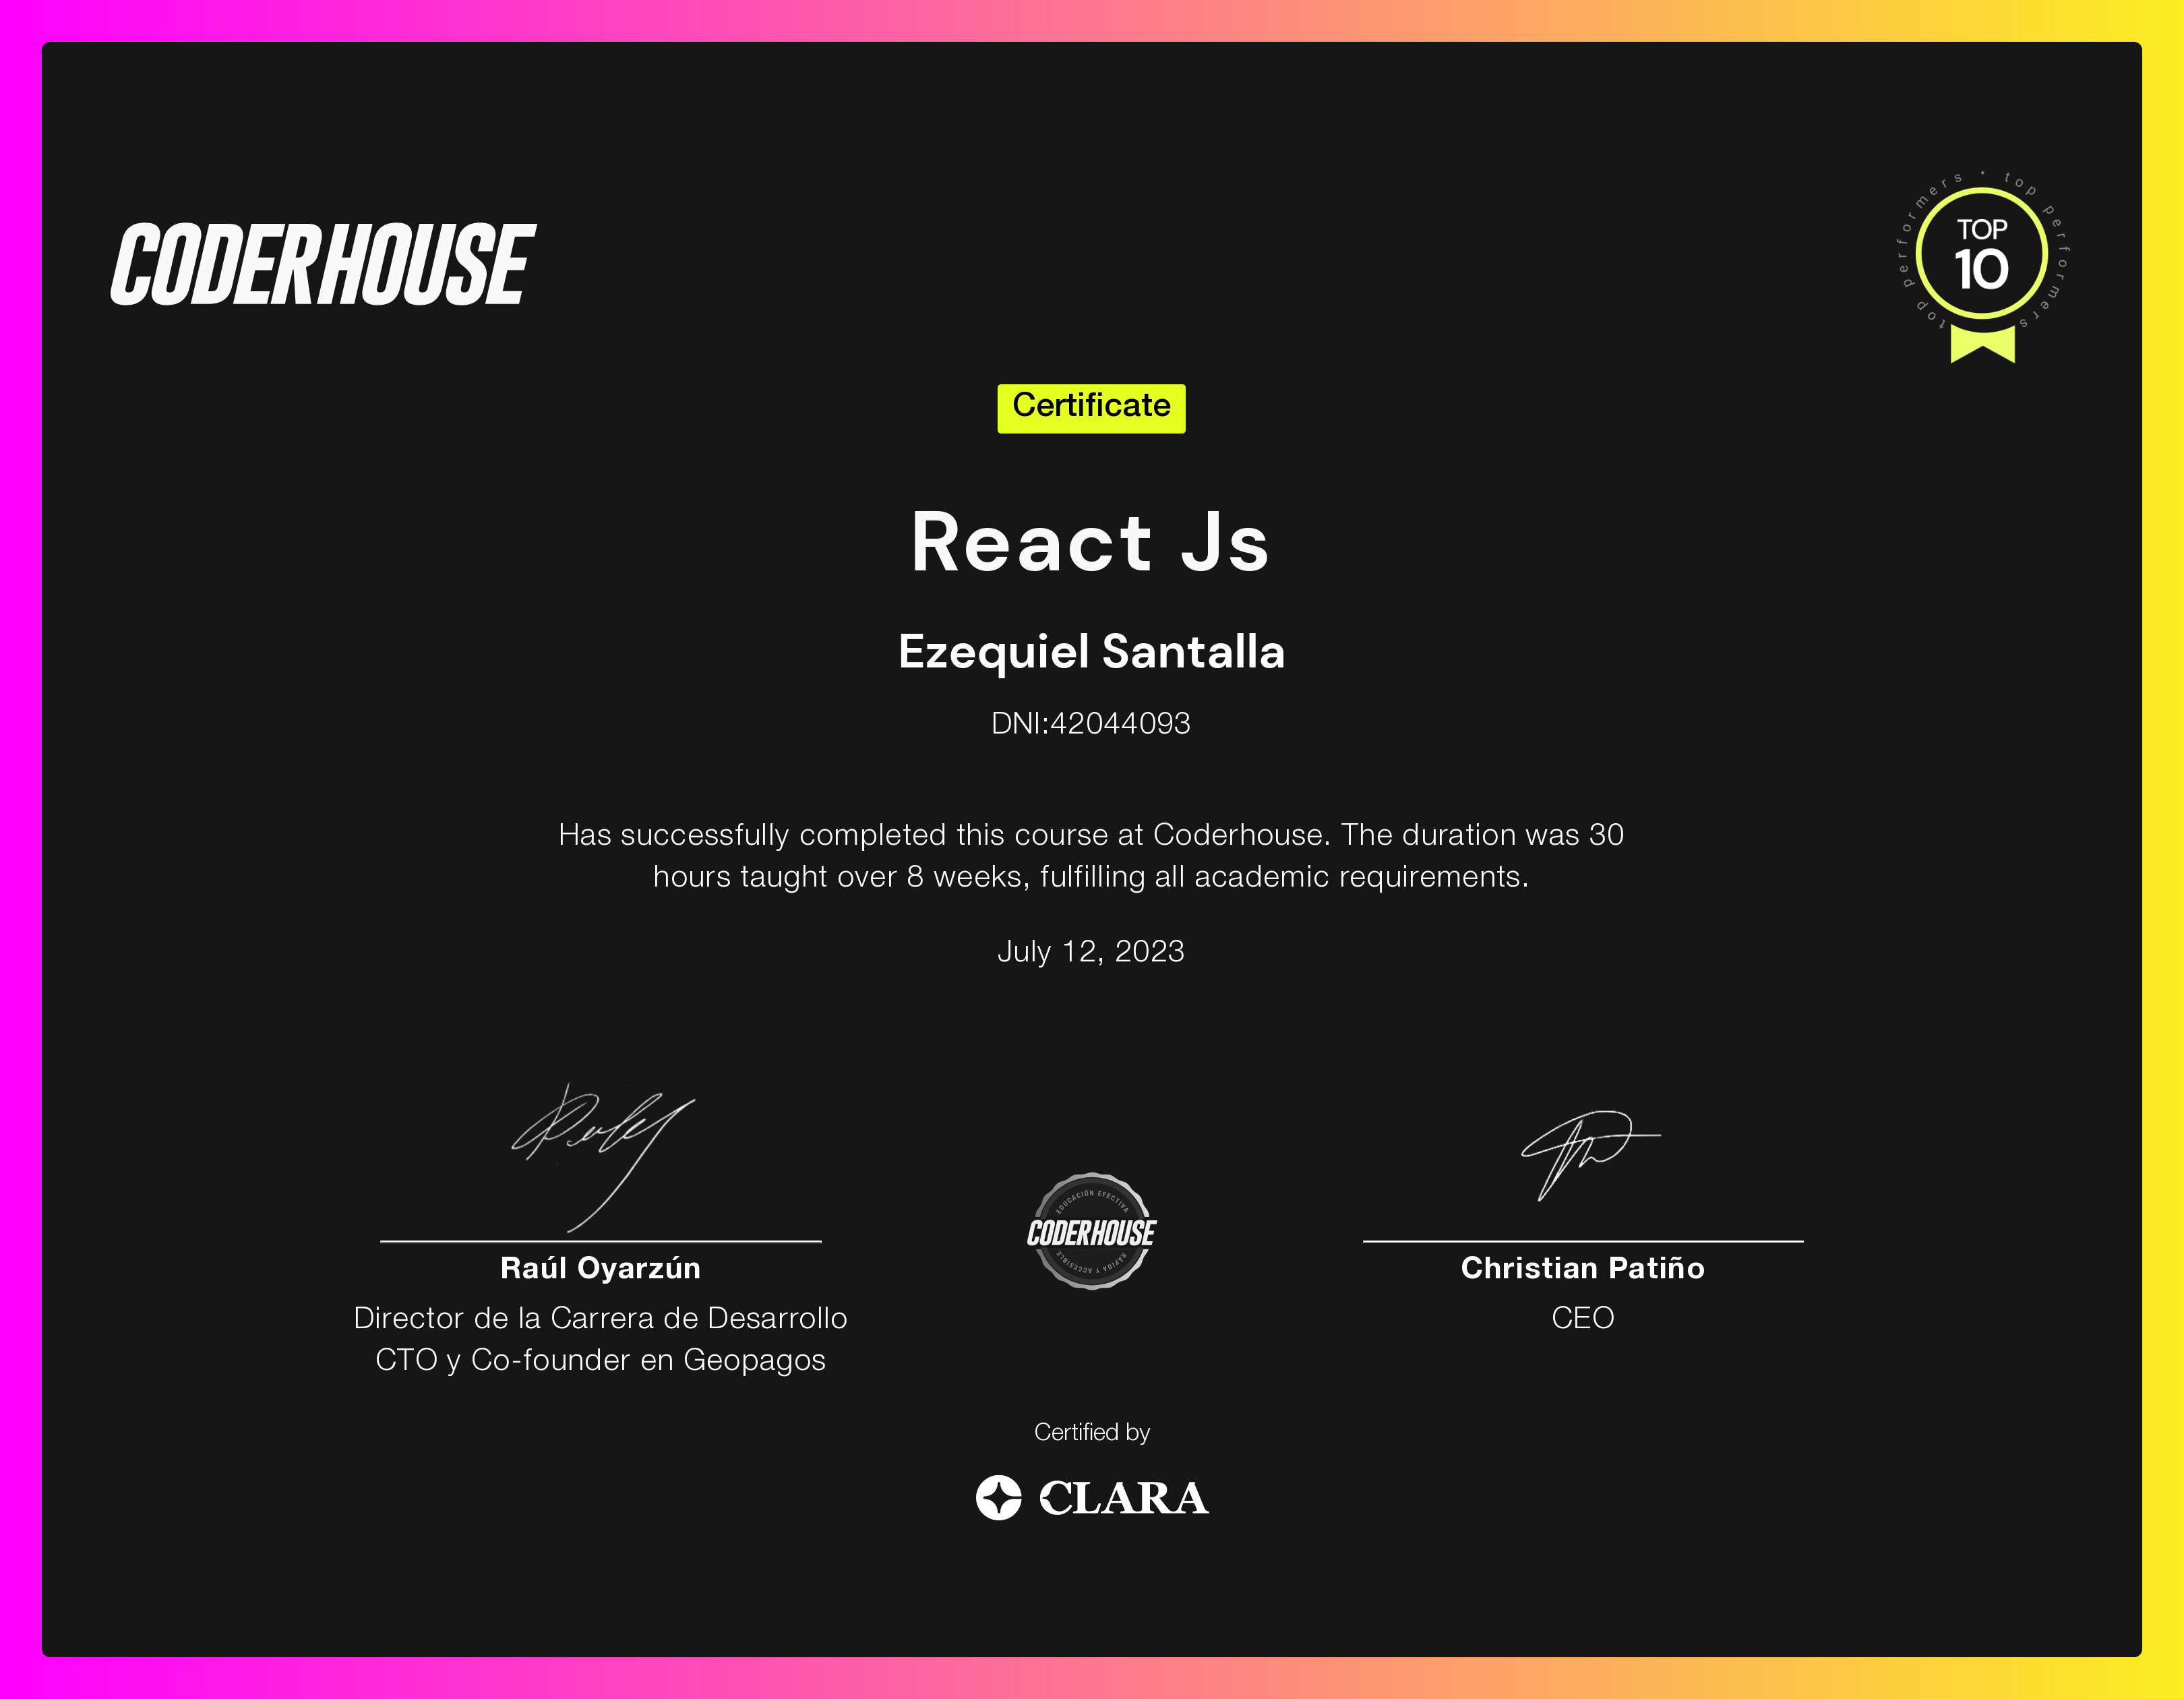 CODERHOUSE
top performers • top performers
TOP
10
Certificate
React Js
Ezequiel Santalla
DNI:42044093
Has successfully completed this course at Coderhouse. The duration was 30
hours taught over 8 weeks, fulfilling all academic requirements.
July 12, 2023
Raúl Oyarzún
Director de la Carrera de Desarrollo
CTO y Co-founder en Geopagos
EDUCACIÓN EFECTIVA
CODERHOUSE
RÁPIDA Y ACCESIBLE
Christian Patiño
CEO
Certified by
CLARA